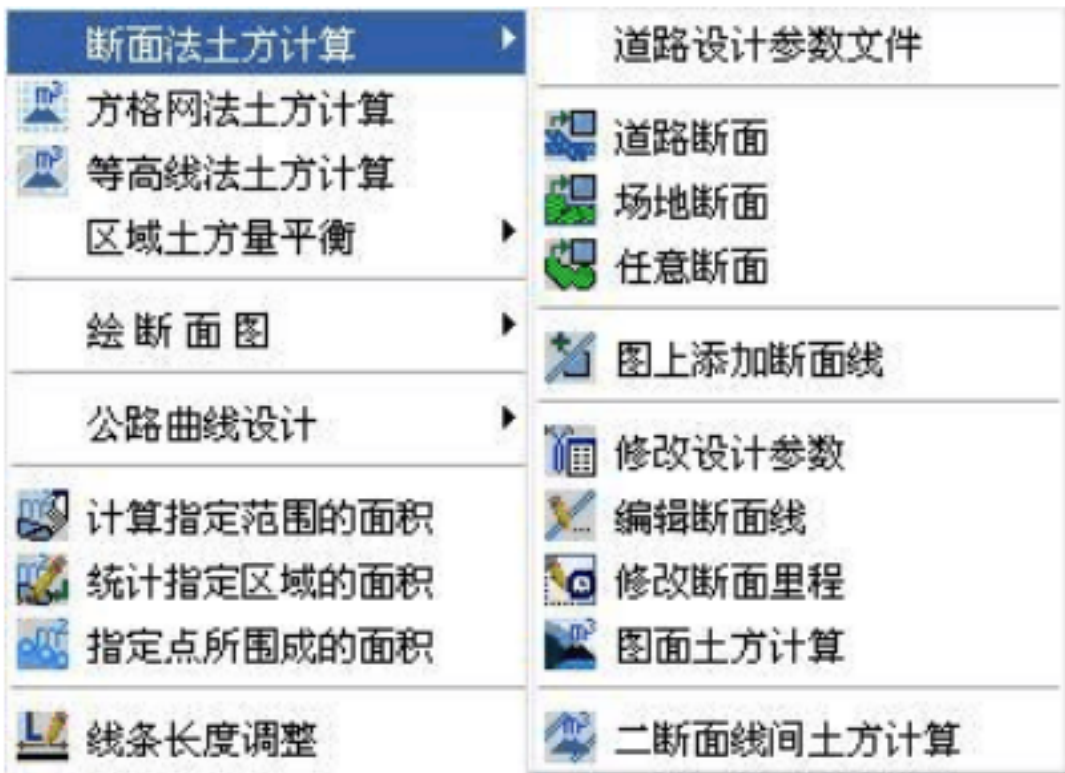 断面法土方计算
方格网法土方计算
等高线法土方计算
区域土方量平衡
绘 断 面 图
公路曲线设计
计算指定范围的面积
统计指定区域的面积
指定点所围成的面积
线条长度调整
道路设计参数文件
道路断面
场地断面
任意断面
图上添加断面线
修改设计参数
编辑断面线
修改断面里程
图面土方计算
二断面线间土方计算